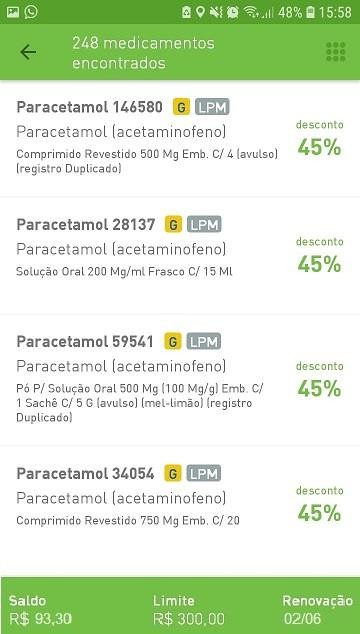 48% 15:58
248 medicamentos
encontrados
Paracetamol 146580 G LPM
Paracetamol (acetaminofeno)
Comprimido Revestido 500 Mg Emb. C/ 4 (avulso)
(registro Duplicado)
desconto
45%
Paracetamol 28137 G LPM
Paracetamol (acetaminofeno)
Solução Oral 200 Mg/ml Frasco C/ 15 Ml
desconto
45%
Paracetamol 59541 G LPM
Paracetamol (acetaminofeno)
Pó P/ Solução Oral 500 Mg (100 Mg/g) Emb. C/
1 Sachê C/ 5 G (avulso) (mel-limão) (registro
Duplicado)
desconto
45%
Paracetamol 34054 G LPM
Paracetamol (acetaminofeno)
Comprimido Revestido 750 Mg Emb. C/ 20
desconto
45%
Saldo Limite Renovação
R$ 93,30 R$ 300,00 02/06